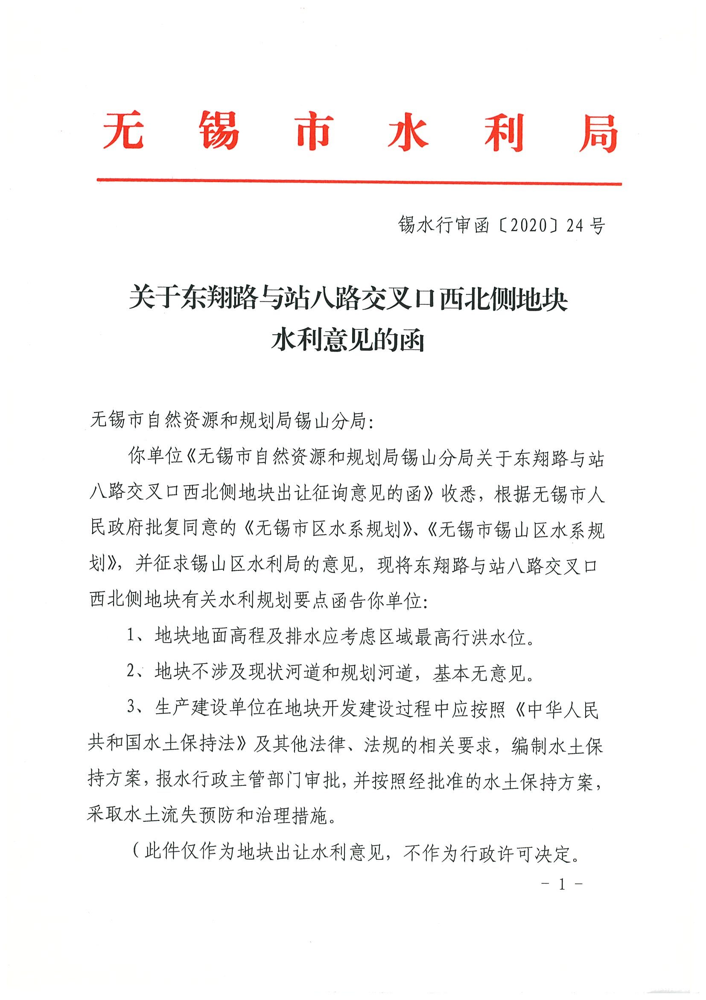 无锡市水利局
锡水行审函〔2020〕24号
关于东翔路与站八路交叉口西北侧地块
水利意见的函
无锡市自然资源和规划局锡山分局：
你单位《无锡市自然资源和规划局锡山分局关于东翔路与站
八路交叉口西北侧地块出让征询意见的函》收悉，根据无锡市人
民政府批复同意的《无锡市区水系规划》、《无锡市锡山区水系规
划》，并征求锡山区水利局的意见，现将东翔路与站八路交叉口
西北侧地块有关水利规划要点函告你单位：
1、地块地面高程及排水应考虑区域最高行洪水位。
2、地块不涉及现状河道和规划河道，基本无意见。
3、生产建设单位在地块开发建设过程中应按照《中华人民
共和国水土保持法》及其他法律、法规的相关要求，编制水土保
持方案，报水行政主管部门审批，并按照经批准的水土保持方案，
采取水土流失预防和治理措施。
（此件仅作为地块出让水利意见，不作为行政许可决定。
- 1 -